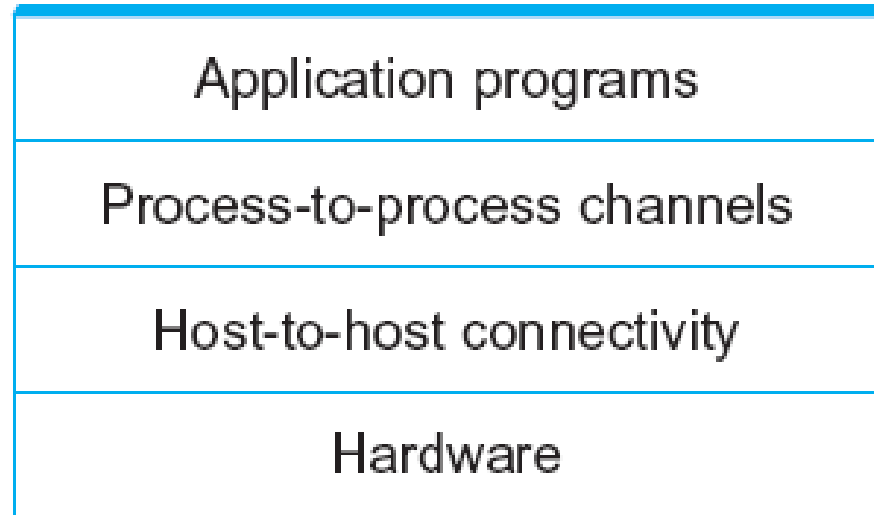 Application programs
Process-to-process channels
Host-to-host connectivity
Hardware